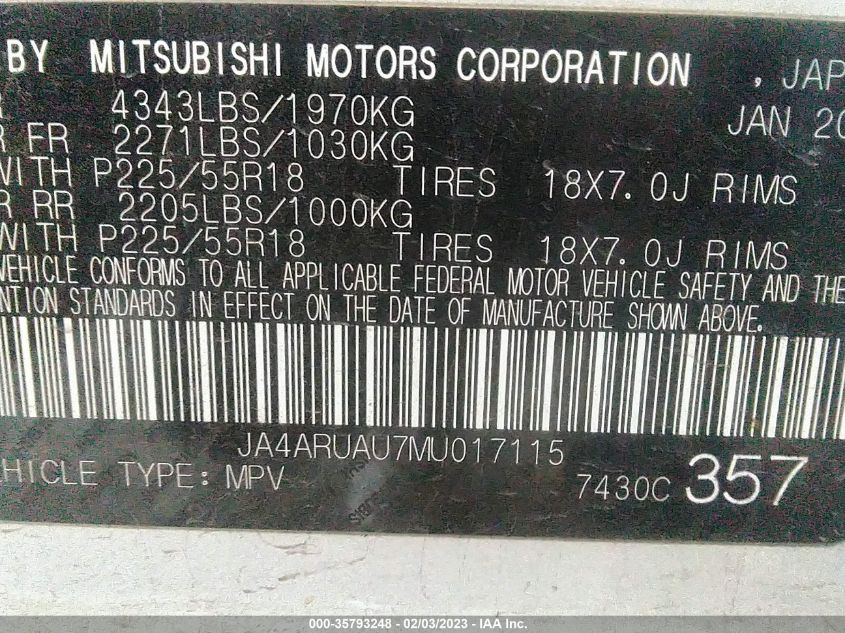 BY MITSUBISHI MOTORS CORPORATION , JAP
4343LBS/1970KG JAN 20
FR 2271LBS/1030KG
WITH P225/55R18 TIRES 18X7.0J RIMS
RR 2205LBS/1000KG
WITH P225/55R18 TIRES 18X7.0J RIMS
VEHICLE CONFORMS TO ALL APPLICABLE FEDERAL MOTOR VEHICLE SAFETY AND THE
NTION STANDARDS IN EFFECT ON THE DATE OF MANUFACTURE SHOWN ABOVE.
JA4ARUAU7MU017115
EHICLE TYPE: MPV 7430C 357
000-35793248 - 02/03/2023 - IAA Inc.